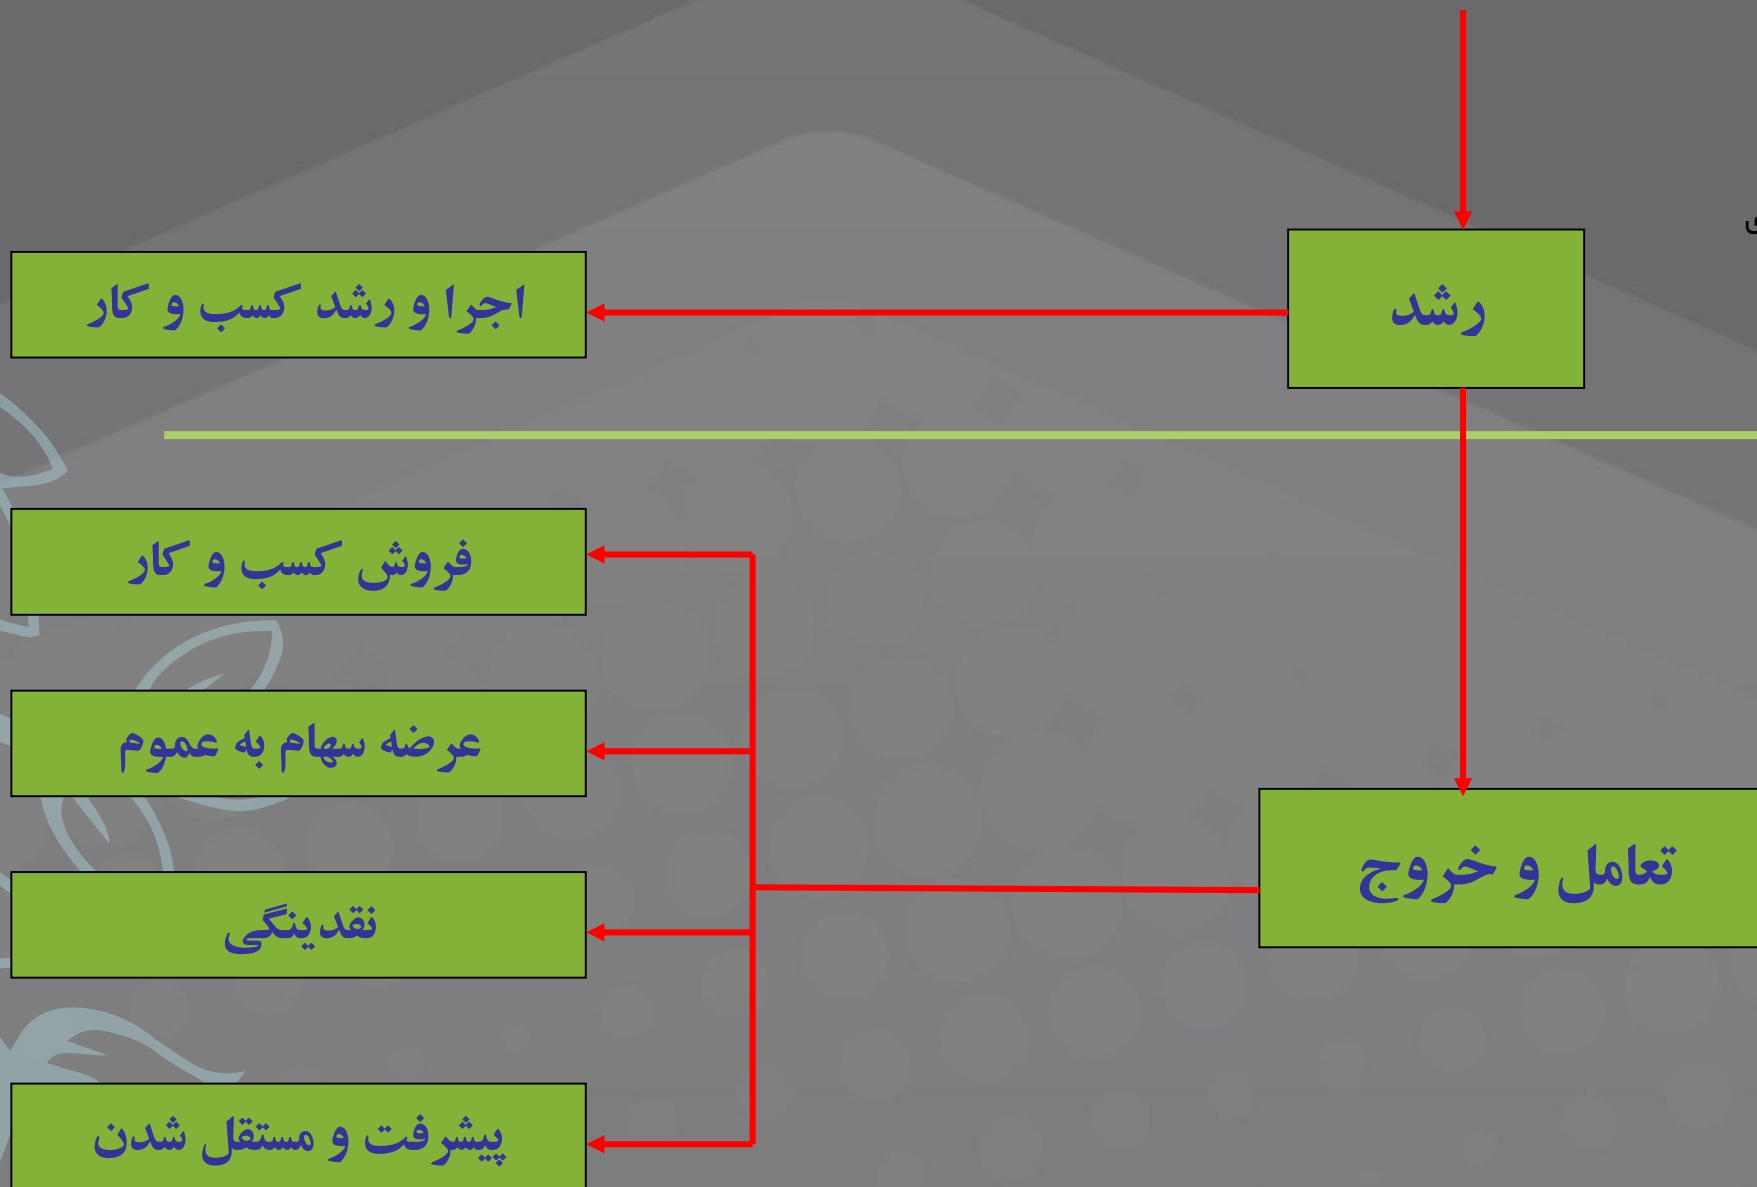 رشد
اجرا و رشد کسب و کار
تعامل و خروج
فروش کسب و کار
عرضه سهام به عموم
نقدینگی
پیشرفت و مستقل شدن